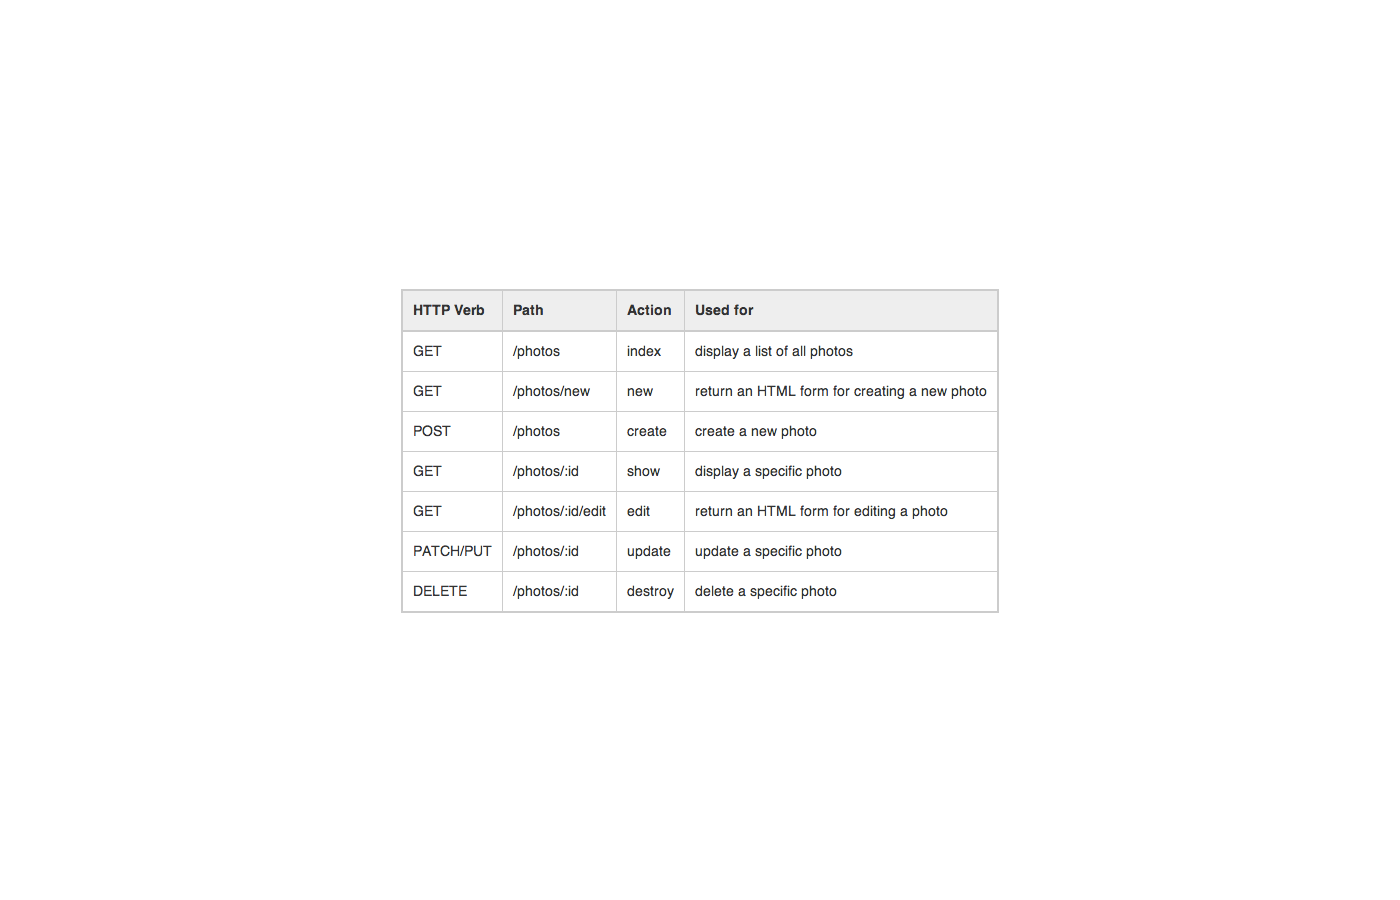 HTTP Verb Path Action Used for
GET /photos index display a list of all photos
GET /photos/new new return an HTML form for creating a new photo
POST /photos create create a new photo
GET /photos/:id show display a specific photo
GET /photos/:id/edit edit return an HTML form for editing a photo
PATCH/PUT /photos/:id update update a specific photo
DELETE /photos/:id destroy delete a specific photo